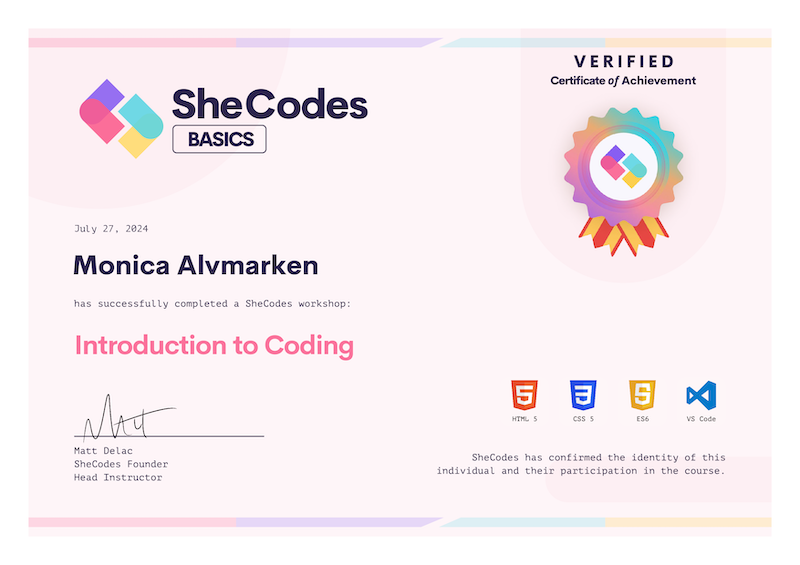 VERIFIED
Certificate of Achievement
SheCodes
BASICS
July 27, 2024
Monica Alvmarken
has successfully completed a SheCodes workshop:
Introduction to Coding
HTML 5
CSS 5
ES6
VS Code
Matt Delac
SheCodes Founder
Head Instructor
SheCodes has confirmed the identity of this
individual and their participation in the course.